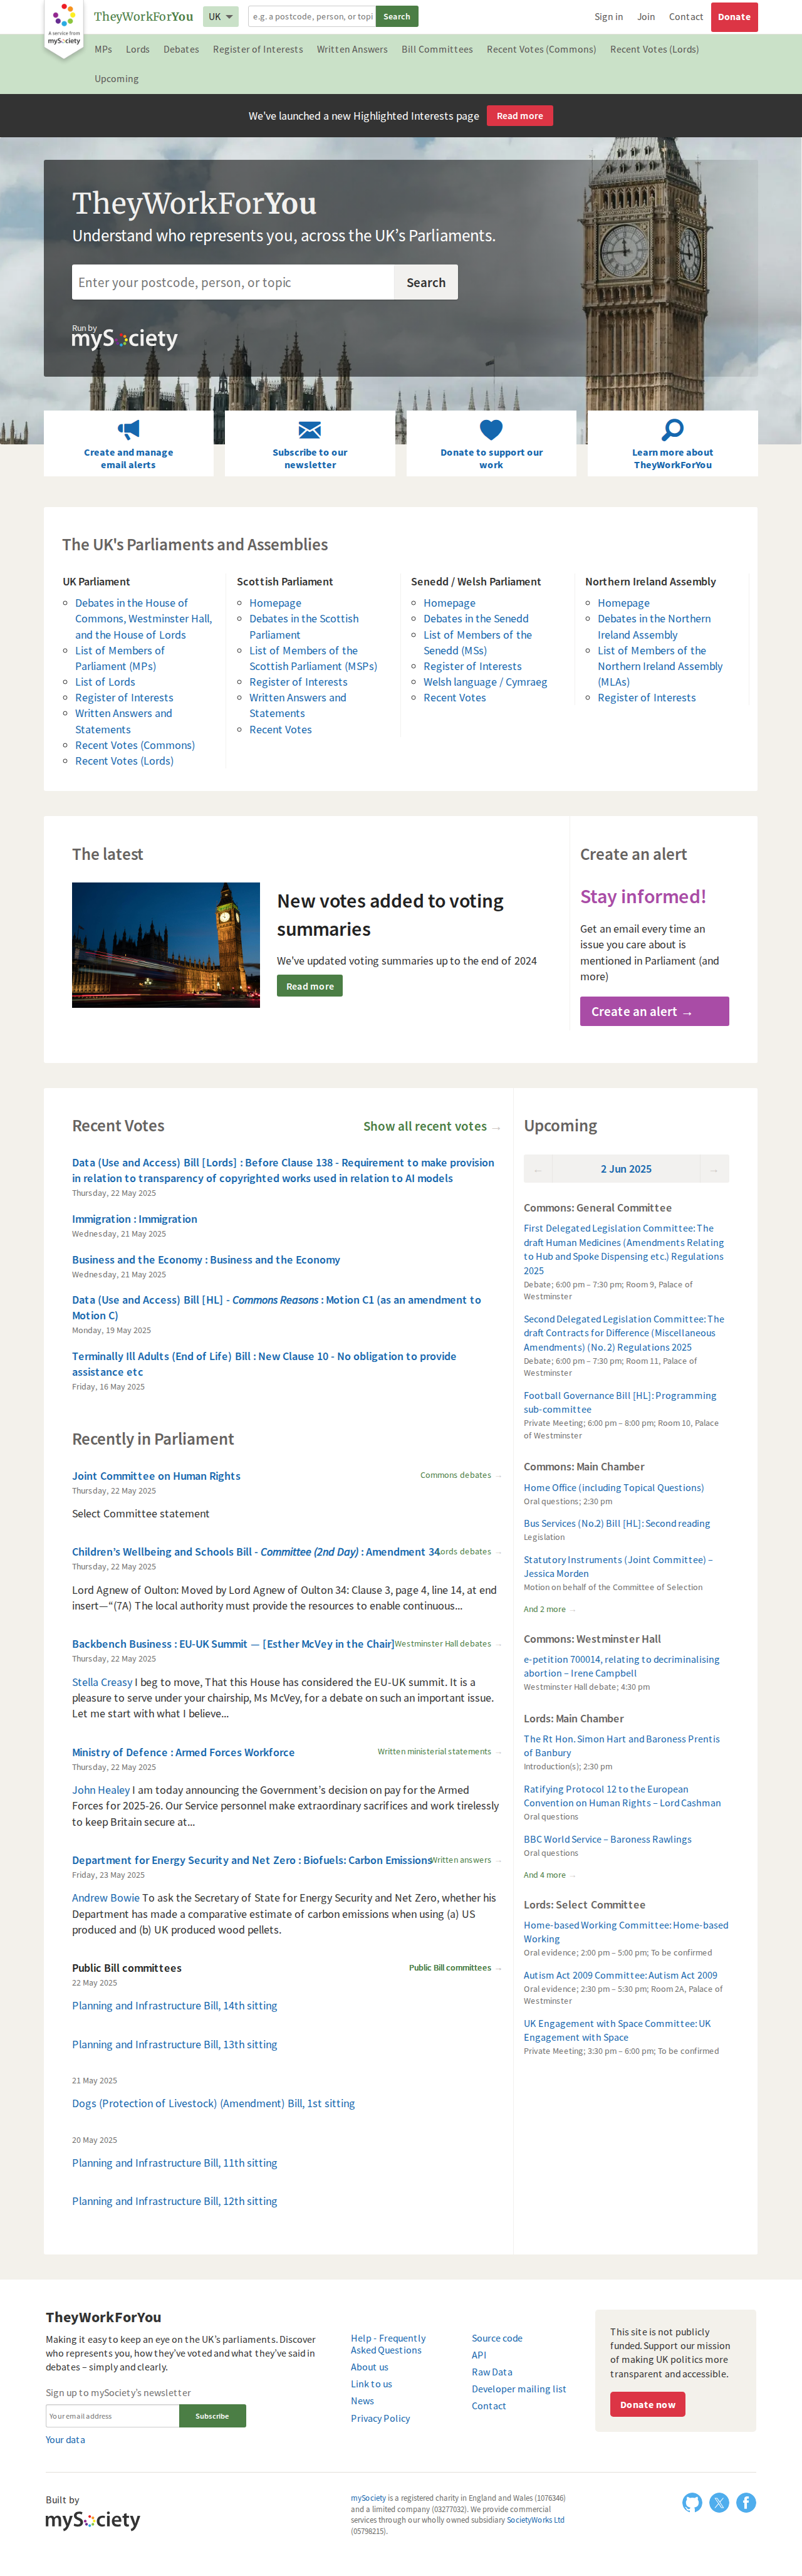 A service from
mySociety
TheyWorkForYou
UK
e.g. a postcode, person, or topi
Search
Sign in
Join
Contact
Donate
MPs
Lords
Debates
Register of Interests
Written Answers
Bill Committees
Recent Votes (Commons)
Recent Votes (Lords)
Upcoming
We've launched a new Highlighted Interests page
Read more
TheyWorkForYou
Understand who represents you, across the UK's Parliaments.
Enter your postcode, person, or topic
Search
Run by
mySociety
Create and manage
email alerts
Subscribe to our
newsletter
Donate to support our
work
Learn more about
TheyWorkForYou
The UK's Parliaments and Assemblies
UK Parliament
Debates in the House of
Commons, Westminster Hall,
and the House of Lords
List of Members of
Parliament (MPs)
List of Lords
Register of Interests
Written Answers and
Statements
Recent Votes (Commons)
Recent Votes (Lords)
Scottish Parliament
Homepage
Debates in the Scottish
Parliament
List of Members of the
Scottish Parliament (MSPs)
Register of Interests
Written Answers and
Statements
Recent Votes
Senedd / Welsh Parliament
Homepage
Debates in the Senedd
List of Members of the
Senedd (MSs)
Register of Interests
Welsh language / Cymraeg
Recent Votes
Northern Ireland Assembly
Homepage
Debates in the Northern
Ireland Assembly
List of Members of the
Northern Ireland Assembly
(MLAs)
Register of Interests
The latest
New votes added to voting
summaries
We've updated voting summaries up to the end of 2024
Read more
Create an alert
Stay informed!
Get an email every time an
issue you care about is
mentioned in Parliament (and
more)
Create an alert →
Recent Votes
Show all recent votes →
Data (Use and Access) Bill [Lords] : Before Clause 138 - Requirement to make provision
in relation to transparency of copyrighted works used in relation to AI models
Thursday, 22 May 2025
Immigration : Immigration
Wednesday, 21 May 2025
Business and the Economy : Business and the Economy
Wednesday, 21 May 2025
Data (Use and Access) Bill [HL] - Commons Reasons : Motion C1 (as an amendment to
Motion C)
Monday, 19 May 2025
Terminally Ill Adults (End of Life) Bill : New Clause 10 - No obligation to provide
assistance etc
Friday, 16 May 2025
Recently in Parliament
Joint Committee on Human Rights
Commons debates →
Thursday, 22 May 2025
Select Committee statement
Children's Wellbeing and Schools Bill - Committee (2nd Day) : Amendment 34
Lords debates →
Thursday, 22 May 2025
Lord Agnew of Oulton: Moved by Lord Agnew of Oulton 34: Clause 3, page 4, line 14, at end
insert—“(7A) The local authority must provide the resources to enable continuous...
Backbench Business : EU-UK Summit — [Esther McVey in the Chair]
Westminster Hall debates →
Thursday, 22 May 2025
Stella Creasy I beg to move, That this House has considered the EU-UK summit. It is a
pleasure to serve under your chairship, Ms McVey, for a debate on such an important issue.
Let me start with what I believe...
Ministry of Defence : Armed Forces Workforce
Written ministerial statements →
Thursday, 22 May 2025
John Healey I am today announcing the Government's decision on pay for the Armed
Forces for 2025-26. Our Service personnel make extraordinary sacrifices and work tirelessly
to keep Britain secure at...
Department for Energy Security and Net Zero : Biofuels: Carbon Emissions
Written answers →
Friday, 23 May 2025
Andrew Bowie To ask the Secretary of State for Energy Security and Net Zero, whether his
Department has made a comparative estimate of carbon emissions when using (a) US
produced and (b) UK produced wood pellets.
Public Bill committees
Public Bill committees →
22 May 2025
Planning and Infrastructure Bill, 14th sitting
Planning and Infrastructure Bill, 13th sitting
21 May 2025
Dogs (Protection of Livestock) (Amendment) Bill, 1st sitting
20 May 2025
Planning and Infrastructure Bill, 11th sitting
Planning and Infrastructure Bill, 12th sitting
Upcoming
← 2 Jun 2025 →
Commons: General Committee
First Delegated Legislation Committee: The
draft Human Medicines (Amendments Relating
to Hub and Spoke Dispensing etc.) Regulations
2025
Debate; 6:00 pm – 7:30 pm; Room 9, Palace of
Westminster
Second Delegated Legislation Committee: The
draft Contracts for Difference (Miscellaneous
Amendments) (No. 2) Regulations 2025
Debate; 6:00 pm – 7:30 pm; Room 11, Palace of
Westminster
Football Governance Bill [HL]: Programming
sub-committee
Private Meeting; 6:00 pm – 8:00 pm; Room 10, Palace
of Westminster
Commons: Main Chamber
Home Office (including Topical Questions)
Oral questions; 2:30 pm
Bus Services (No.2) Bill [HL]: Second reading
Legislation
Statutory Instruments (Joint Committee) –
Jessica Morden
Motion on behalf of the Committee of Selection
And 2 more →
Commons: Westminster Hall
e-petition 700014, relating to decriminalising
abortion – Irene Campbell
Westminster Hall debate; 4:30 pm
Lords: Main Chamber
The Rt Hon. Simon Hart and Baroness Prentis
of Banbury
Introduction(s); 2:30 pm
Ratifying Protocol 12 to the European
Convention on Human Rights – Lord Cashman
Oral questions
BBC World Service – Baroness Rawlings
Oral questions
And 4 more →
Lords: Select Committee
Home-based Working Committee: Home-based
Working
Oral evidence; 2:00 pm – 5:00 pm; To be confirmed
Autism Act 2009 Committee: Autism Act 2009
Oral evidence; 2:30 pm – 5:30 pm; Room 2A, Palace of
Westminster
UK Engagement with Space Committee: UK
Engagement with Space
Private Meeting; 3:30 pm – 6:00 pm; To be confirmed
TheyWorkForYou
Making it easy to keep an eye on the UK's parliaments. Discover
who represents you, how they've voted and what they've said in
debates – simply and clearly.
Sign up to mySociety's newsletter
Your email address
Subscribe
Your data
Help - Frequently
Asked Questions
About us
Link to us
News
Privacy Policy
Source code
API
Raw Data
Developer mailing list
Contact
This site is not publicly
funded. Support our mission
of making UK politics more
transparent and accessible.
Donate now
Built by
mySociety
mySociety is a registered charity in England and Wales (1076346)
and a limited company (03277032). We provide commercial
services through our wholly owned subsidiary SocietyWorks Ltd
(05798215).